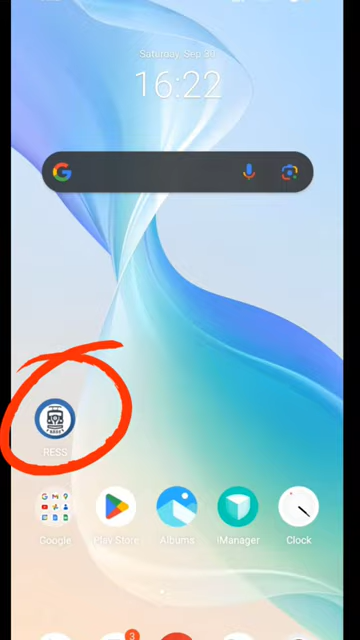 Saturday, Sep 30
16:22
RESS
Google
Play Store
Albums
iManager
Clock
3